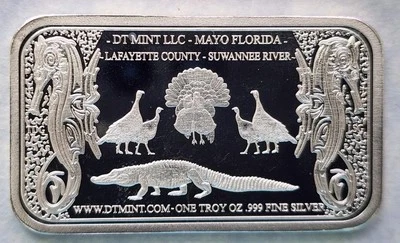 - DT MINT LLC - MAYO FLORIDA -
- LAFAYETTE COUNTY - SUWANNEE RIVER -
WWW.DTMINT.COM-ONE TROY OZ .999 FINE SILVER